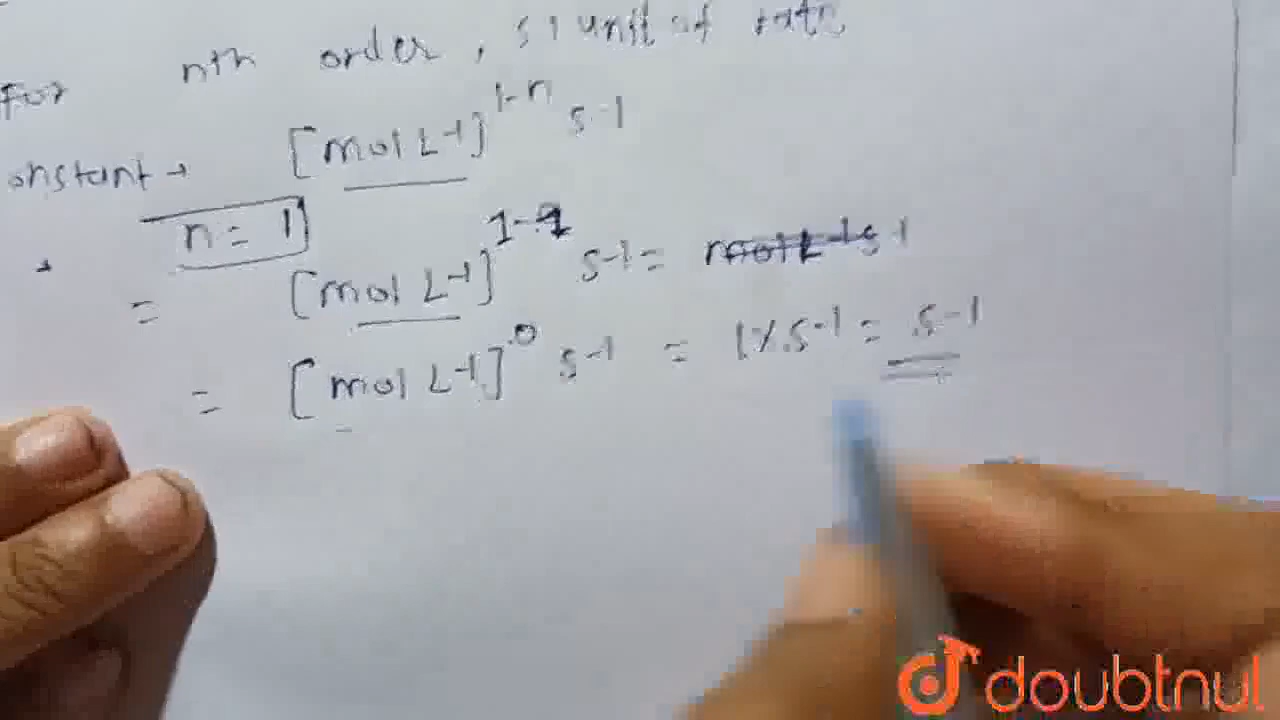 For nth order, SI unit of rate
onstant → [mol L-1]^1-n s-1
n = 1
= [mol L-1]^1-1 s-1 = mol L-1 s-1
= [mol L-1]^0 s-1 = 1 × s-1 = s-1
doubtnut